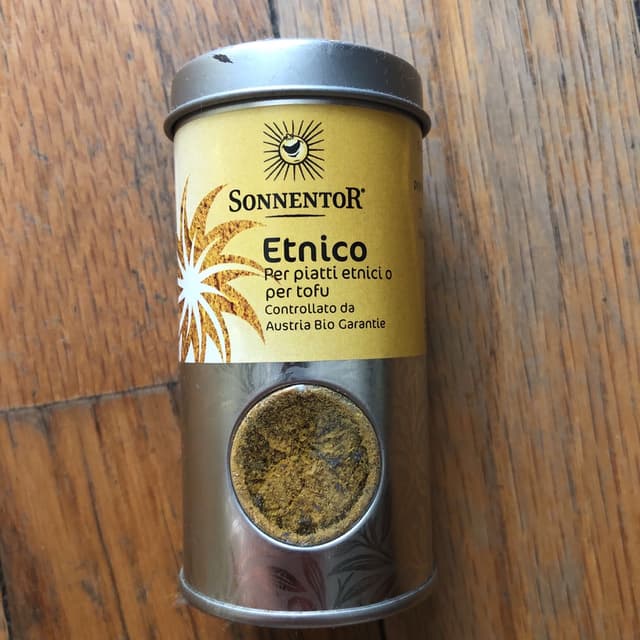 SONNENTOR®
Etnico
Per piatti etnici o
per tofu
Controllato da
Austria Bio Garantie